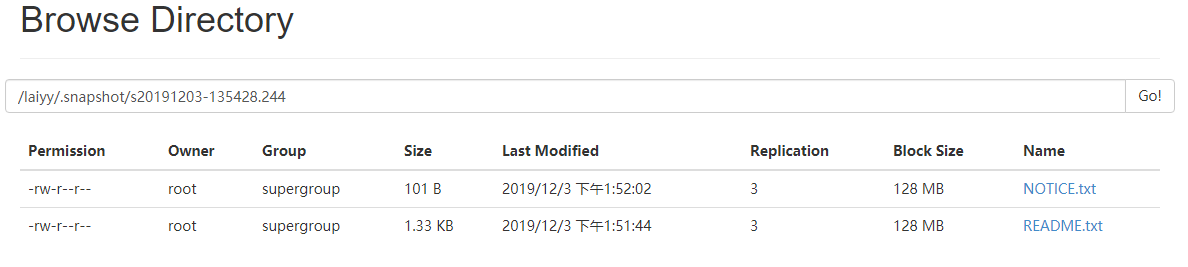 Browse Directory
/laiyy/.snapshot/s20191203-135428.244 Go!
Permission Owner Group Size Last Modified Replication Block Size Name
-rw-r--r-- root supergroup 101 B 2019/12/3 下午1:52:02 3 128 MB NOTICE.txt
-rw-r--r-- root supergroup 1.33 KB 2019/12/3 下午1:51:44 3 128 MB README.txt